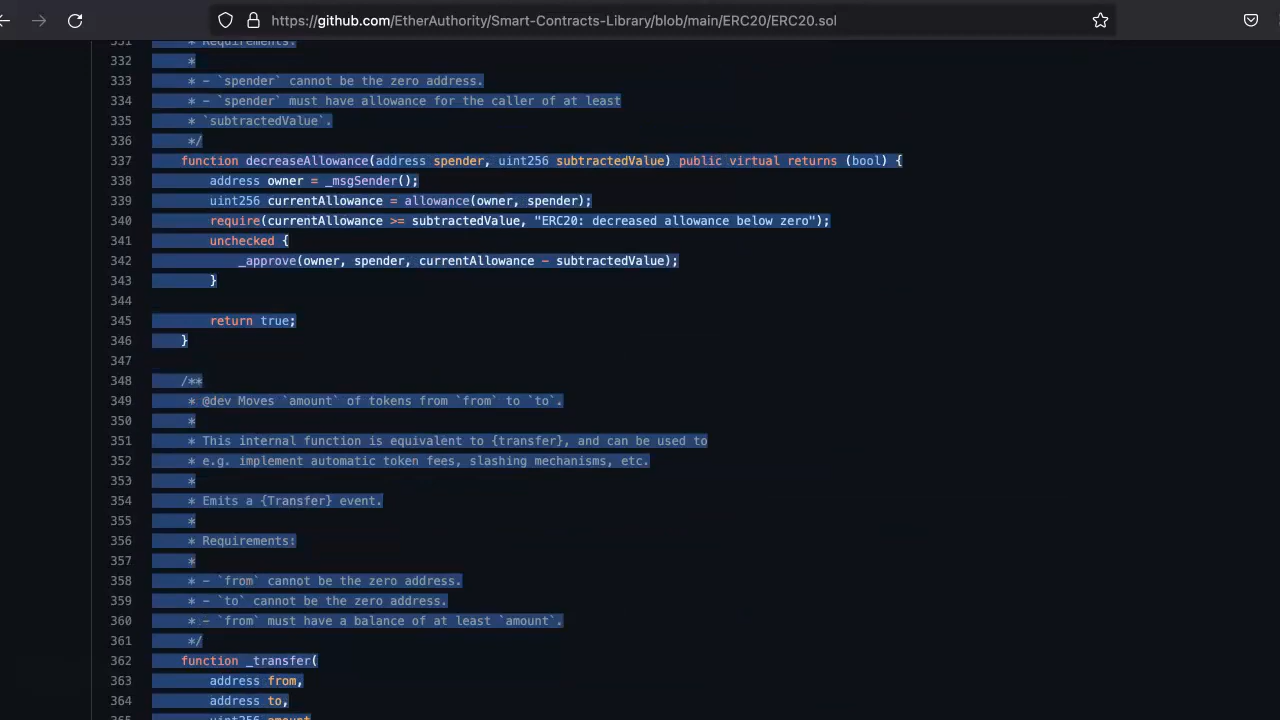 https://github.com/EtherAuthority/Smart-Contracts-Library/blob/main/ERC20/ERC20.sol
331      * Requirements:
332      *
333      * - `spender` cannot be the zero address.
334      * - `spender` must have allowance for the caller of at least
335      * `subtractedValue`.
336      */
337     function decreaseAllowance(address spender, uint256 subtractedValue) public virtual returns (bool) {
338         address owner = _msgSender();
339         uint256 currentAllowance = allowance(owner, spender);
340         require(currentAllowance >= subtractedValue, "ERC20: decreased allowance below zero");
341         unchecked {
342             _approve(owner, spender, currentAllowance - subtractedValue);
343         }
344
345         return true;
346     }
347
348     /**
349      * @dev Moves `amount` of tokens from `from` to `to`.
350      *
351      * This internal function is equivalent to {transfer}, and can be used to
352      * e.g. implement automatic token fees, slashing mechanisms, etc.
353      *
354      * Emits a {Transfer} event.
355      *
356      * Requirements:
357      *
358      * - `from` cannot be the zero address.
359      * - `to` cannot be the zero address.
360      * - `from` must have a balance of at least `amount`.
361      */
362     function _transfer(
363         address from,
364         address to,
365         uint256 amount